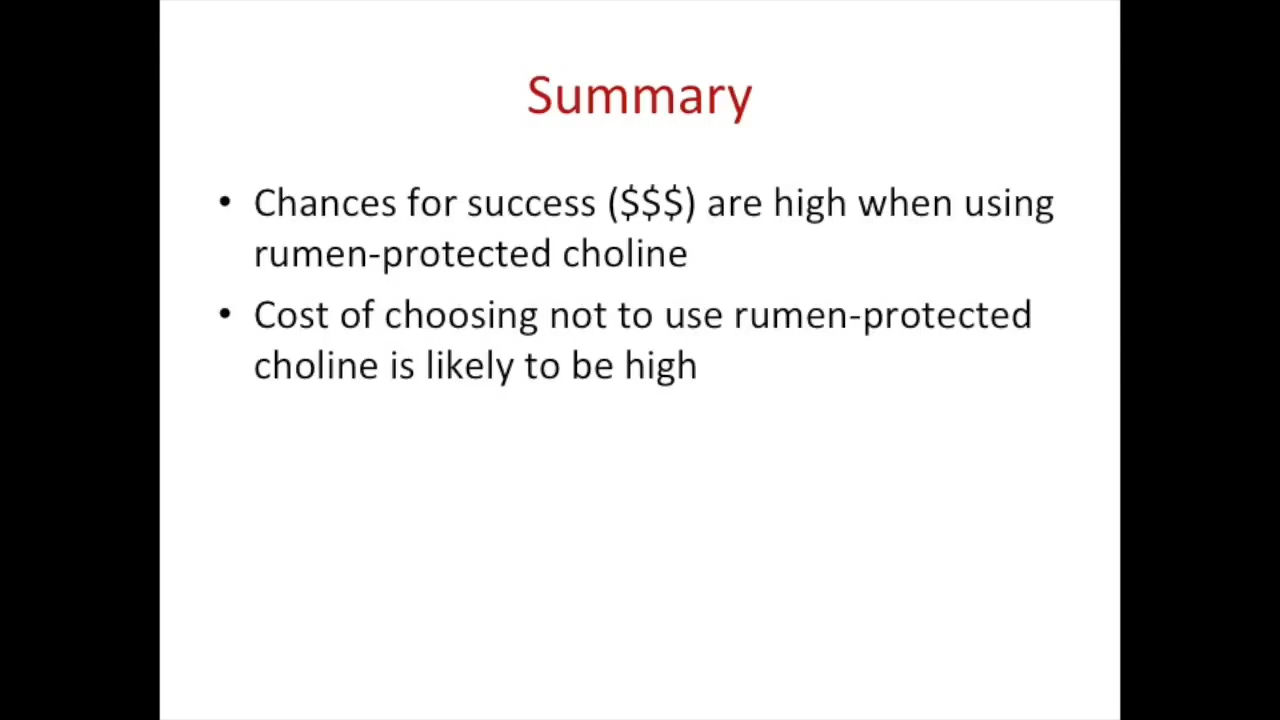 Summary
• Chances for success ($$$) are high when using
rumen-protected choline
• Cost of choosing not to use rumen-protected
choline is likely to be high